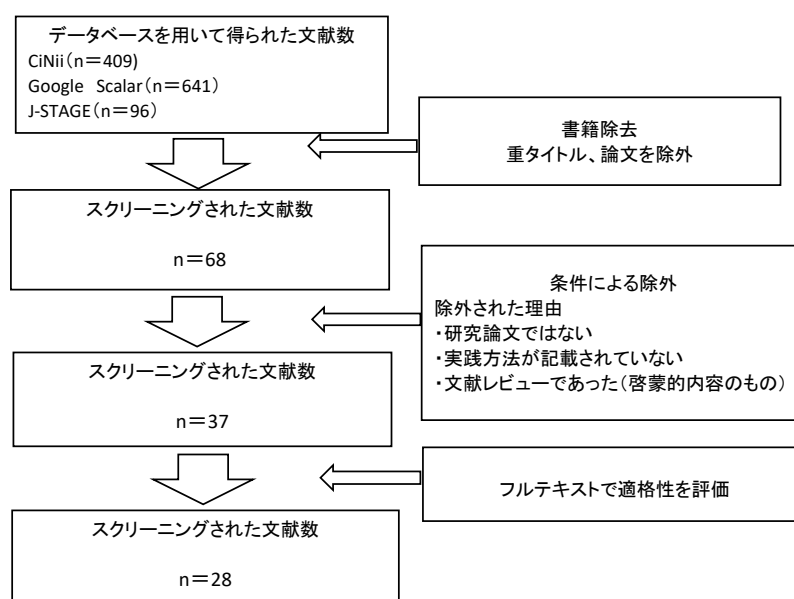 データベースを用いて得られた文献数
CiNii(n=409)
Google Scalar(n=641)
J-STAGE(n=96)
書籍除去
重タイトル、論文を除外
スクリーニングされた文献数
n=68
条件による除外
除外された理由
・研究論文ではない
・実践方法が記載されていない
・文献レビューであった(啓蒙的内容のもの)
スクリーニングされた文献数
n=37
フルテキストで適格性を評価
スクリーニングされた文献数
n=28